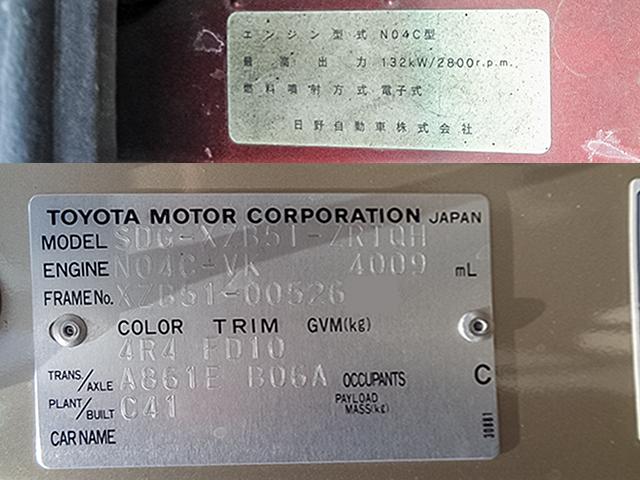 エンジン型式 N04C型
最高出力 132kW/2800r.p.m.
燃料噴射方式 電子式
日野自動車株式会社
TOYOTA MOTOR CORPORATION JAPAN
MODEL SDG-XZB51-ZRTQH
ENGINE N04C-VK 4009 mL
FRAME No. XZB51-00526
COLOR TRIM GVM(kg)
4R4 FD10
TRANS./AXLE A861E B06A OCCUPANTS C
PLANT/BUILT C41 PAYLOAD MASS(kg)
CAR NAME
30881